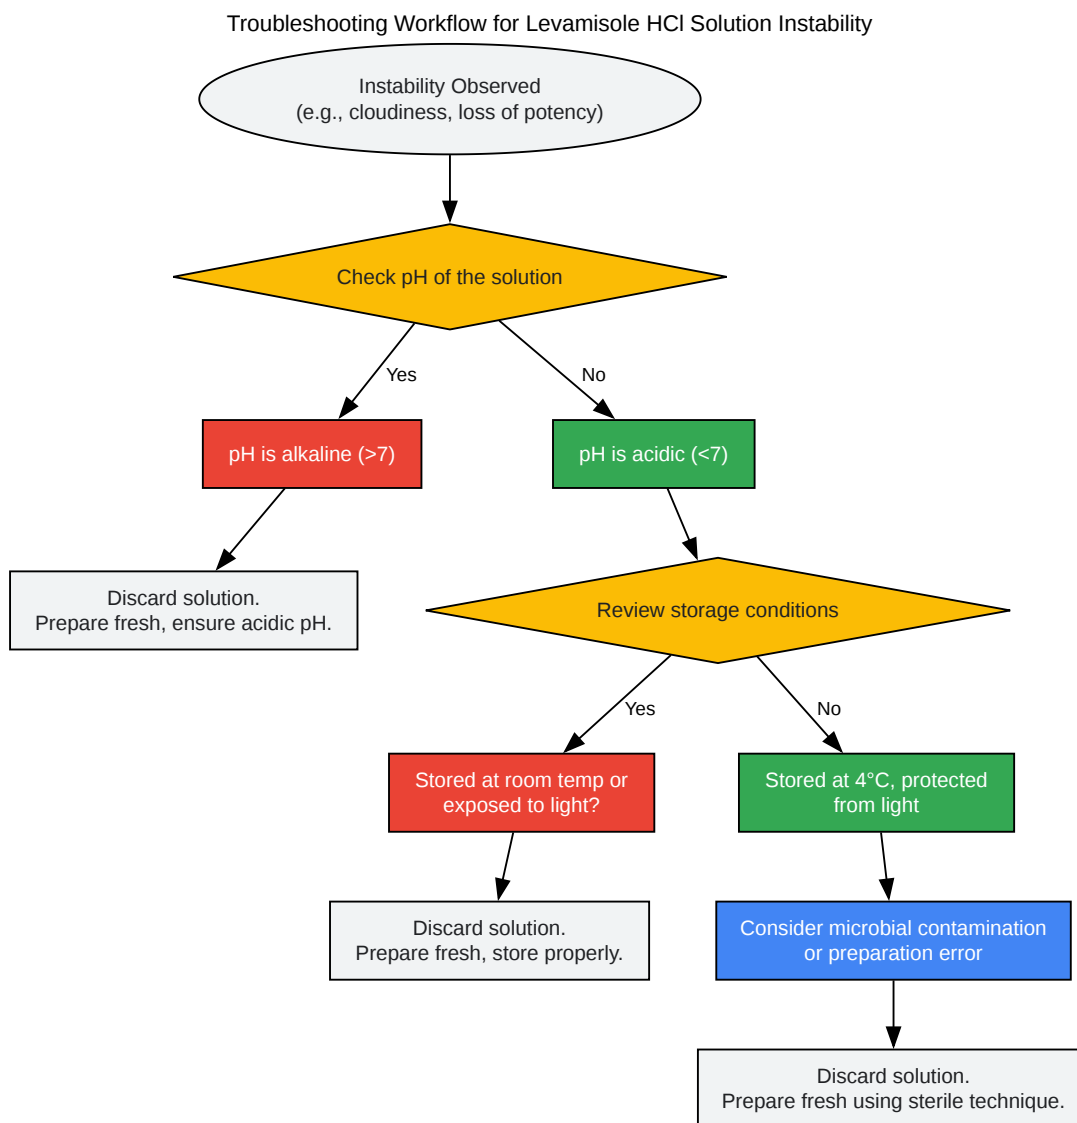 Troubleshooting Workflow for Levamisole HCl Solution Instability
Instability Observed
(e.g., cloudiness, loss of potency)
Check pH of the solution
Yes
No
pH is alkaline (>7)
pH is acidic (<7)
Discard solution.
Prepare fresh, ensure acidic pH.
Review storage conditions
Yes
No
Stored at room temp or
exposed to light?
Stored at 4°C, protected
from light
Discard solution.
Prepare fresh, store properly.
Consider microbial contamination
or preparation error
Discard solution.
Prepare fresh using sterile technique.